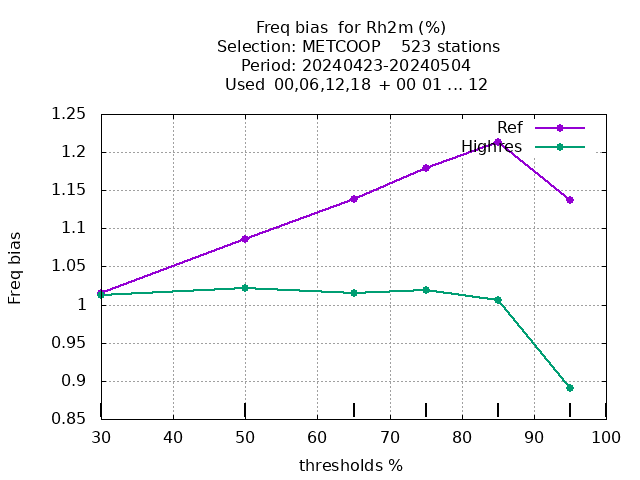 Freq bias  for Rh2m (%)
Selection: METCOOP    523 stations
Period: 20240423-20240504
Used  00,06,12,18  + 00 01 ... 12
1.25
1.2
1.15
1.1
1.05
1
0.95
0.9
0.85
Freq bias
Ref
Highres
30 40 50 60 70 80 90 100
thresholds %